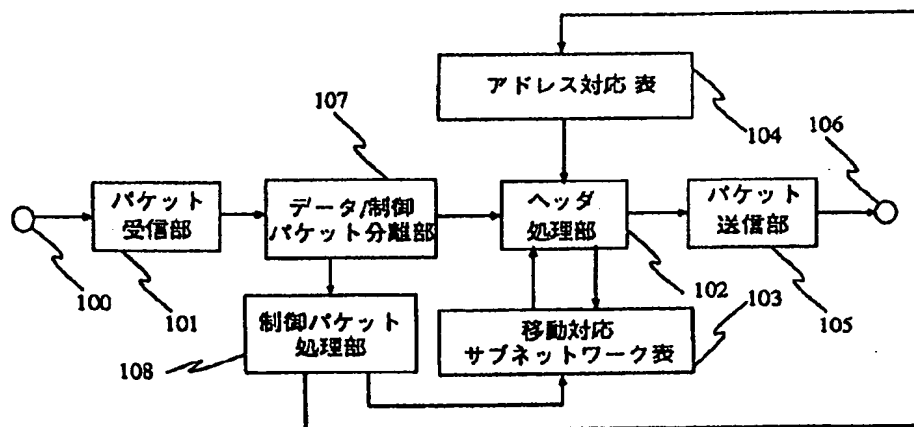 アドレス対応 表
104
107
106
パケット
受信部
データ/制御
パケット分離部
ヘッダ
処理部
パケット
送信部
100
101
102
103
105
制御パケット
処理部
移動対応
サブネットワーク表
108